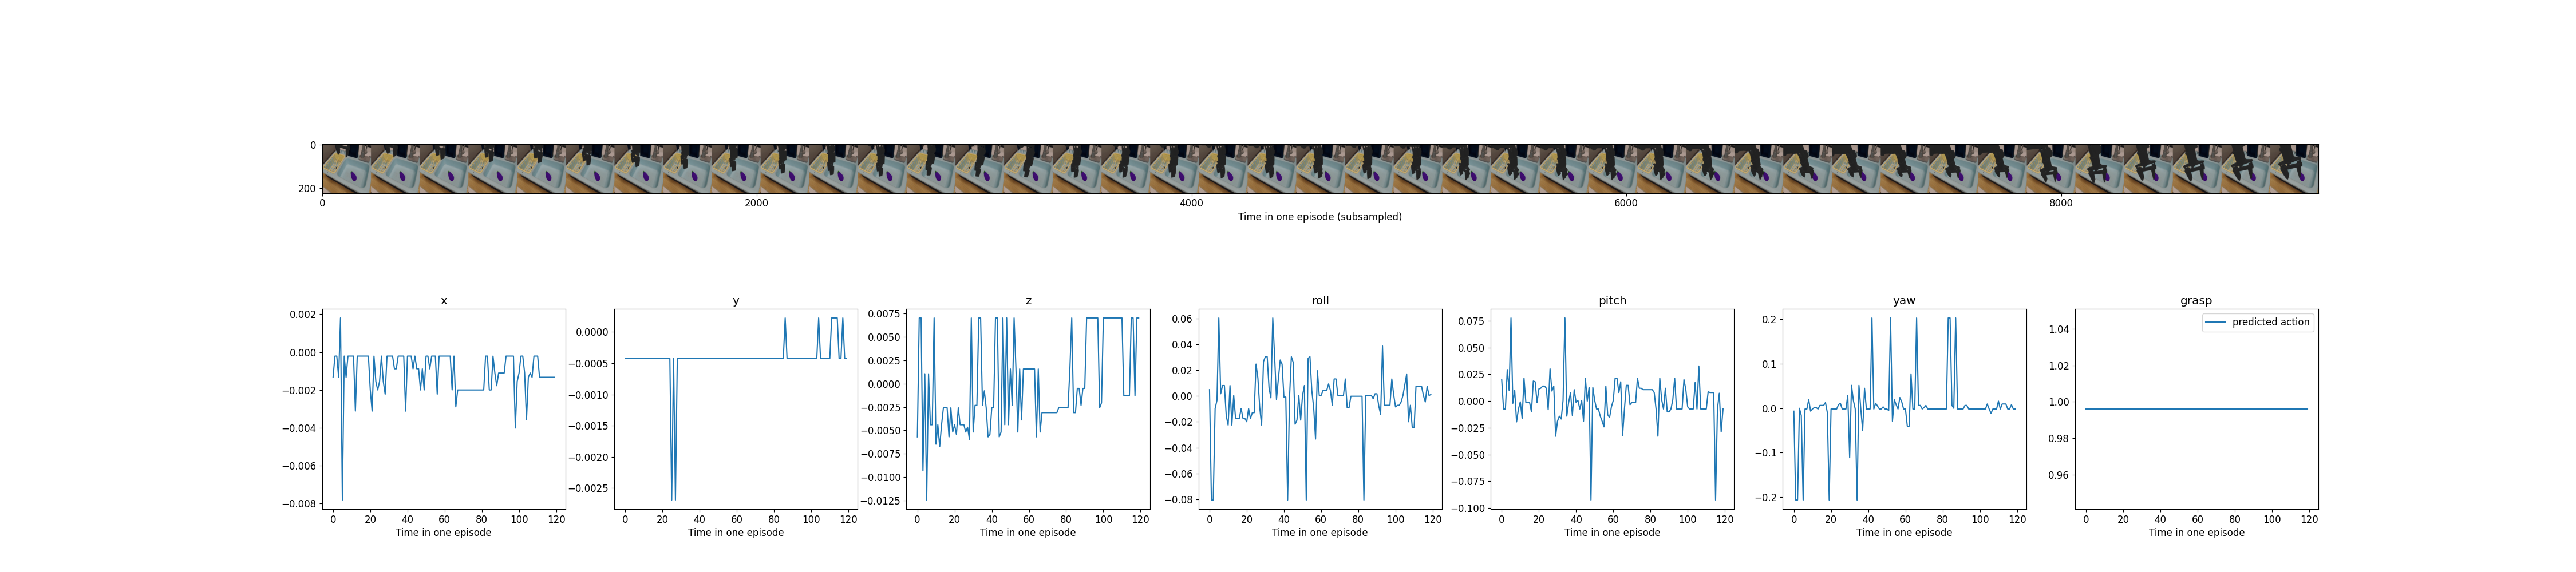 0
200
0 2000 4000 6000 8000
Time in one episode (subsampled)
x
0.002
0.000
−0.002
−0.004
−0.006
−0.008
0 20 40 60 80 100 120
Time in one episode
y
0.0000
−0.0005
−0.0010
−0.0015
−0.0020
−0.0025
0 20 40 60 80 100 120
Time in one episode
z
0.0075
0.0050
0.0025
0.0000
−0.0025
−0.0050
−0.0075
−0.0100
−0.0125
0 20 40 60 80 100 120
Time in one episode
roll
0.06
0.04
0.02
0.00
−0.02
−0.04
−0.06
−0.08
0 20 40 60 80 100 120
Time in one episode
pitch
0.075
0.050
0.025
0.000
−0.025
−0.050
−0.075
−0.100
0 20 40 60 80 100 120
Time in one episode
yaw
0.2
0.1
0.0
−0.1
−0.2
0 20 40 60 80 100 120
Time in one episode
grasp
predicted action
1.04
1.02
1.00
0.98
0.96
0 20 40 60 80 100 120
Time in one episode